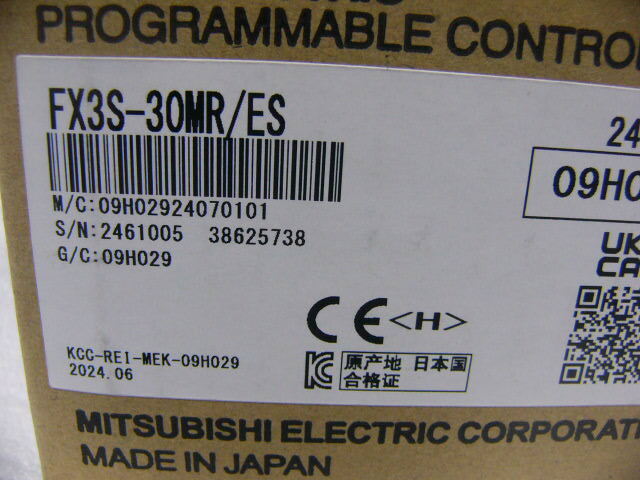 PROGRAMMABLE CONTRO
FX3S-30MR/ES
24
09H0
M/C:09H02924070101
S/N:2461005 38625738
G/C:09H029
UK
CA
CE<H>
KCC-REI-MEK-09H029
2024.06
原产地 日本国
合格证
MITSUBISHI ELECTRIC CORPORAT
MADE IN JAPAN